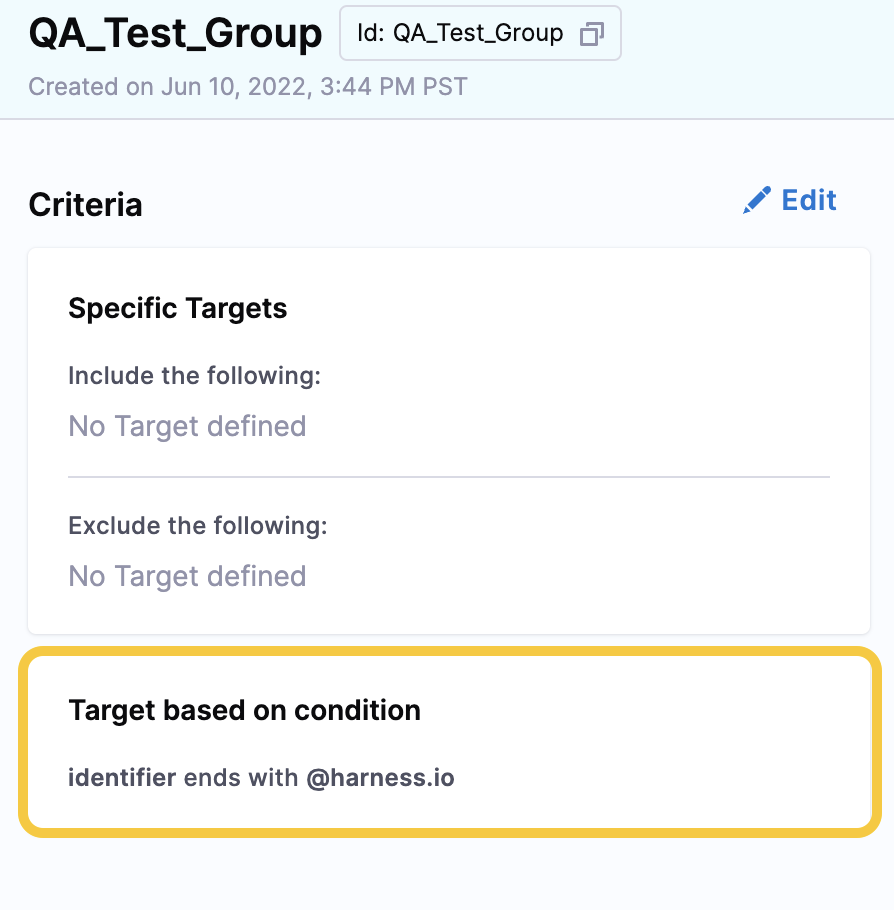 QA_Test_Group
Id: QA_Test_Group
Created on Jun 10, 2022, 3:44 PM PST
Criteria
Edit
Specific Targets
Include the following:
No Target defined
Exclude the following:
No Target defined
Target based on condition
identifier ends with @harness.io